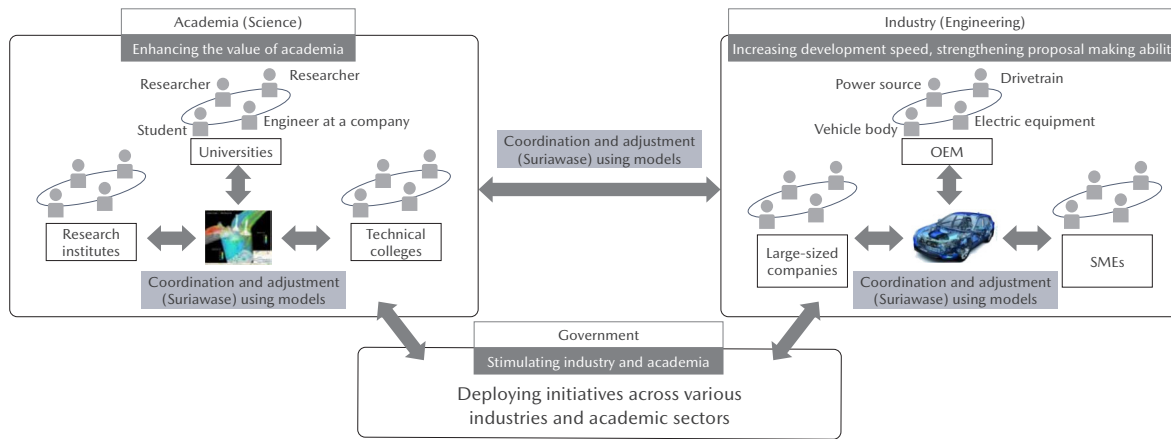 Academia (Science)
Enhancing the value of academia
Researcher
Researcher
Student
Engineer at a company
Universities
Research
institutes
Technical
colleges
Coordination and adjustment
(Suriawase) using models
Coordination and adjustment
(Suriawase) using models
Industry (Engineering)
Increasing development speed, strengthening proposal making ability
Power source
Drivetrain
Vehicle body
Electric equipment
OEM
Large-sized
companies
SMEs
Coordination and adjustment
(Suriawase) using models
Government
Stimulating industry and academia
Deploying initiatives across various
industries and academic sectors